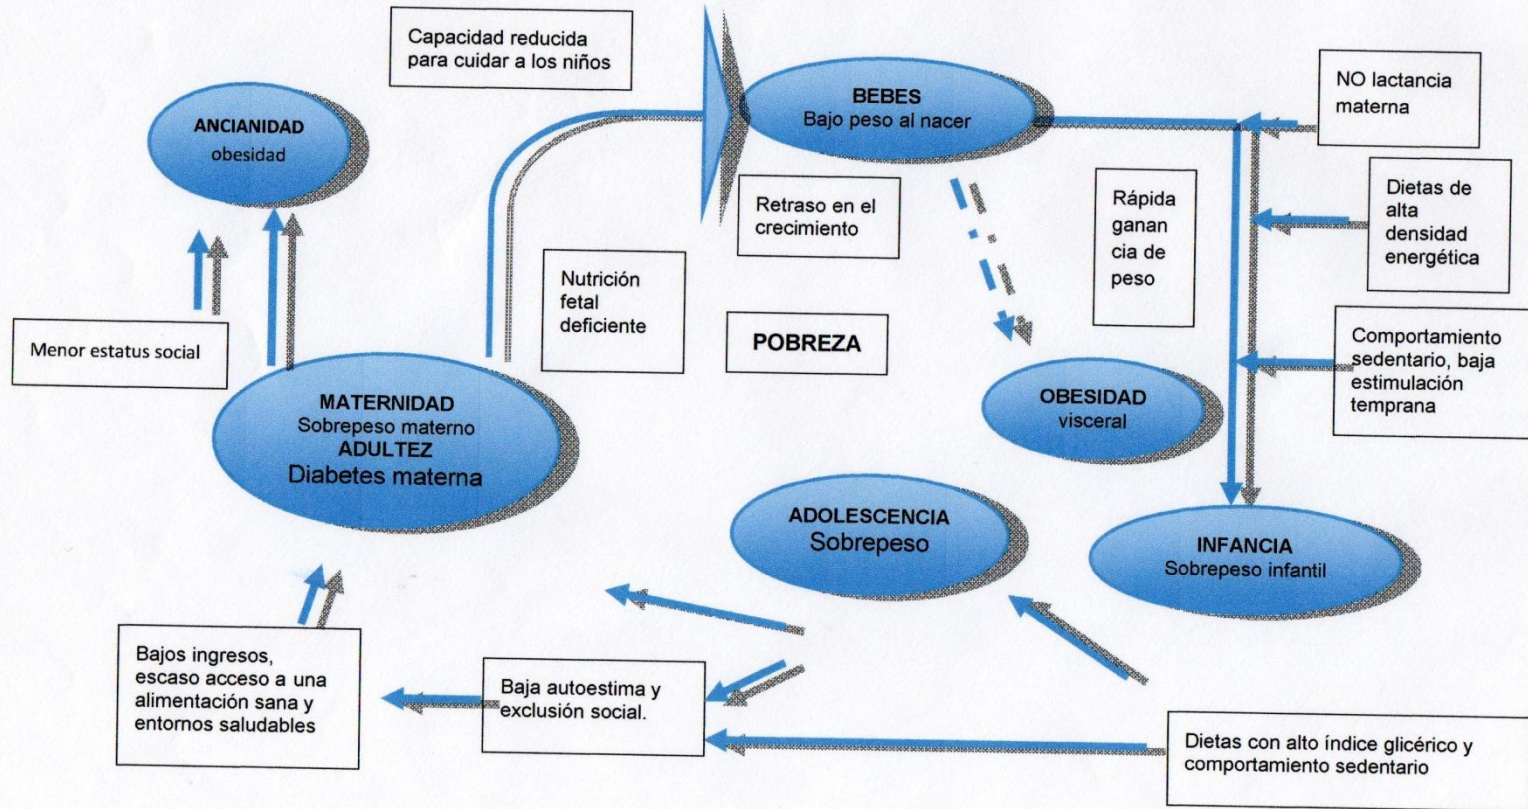 Capacidad reducida
para cuidar a los niños
BEBES
Bajo peso al nacer
NO lactancia
materna
ANCIANIDAD
obesidad
Retraso en el
crecimiento
Rápida
ganan
cia de
peso
Dietas de
alta
densidad
energética
Nutrición
fetal
deficiente
POBREZA
Menor estatus social
Comportamiento
sedentario, baja
estimulación
temprana
MATERNIDAD
Sobrepeso materno
ADULTEZ
Diabetes materna
OBESIDAD
visceral
ADOLESCENCIA
Sobrepeso
INFANCIA
Sobrepeso infantil
Bajos ingresos,
escaso acceso a una
alimentación sana y
entornos saludables
Baja autoestima y
exclusión social.
Dietas con alto índice glicérico y
comportamiento sedentario